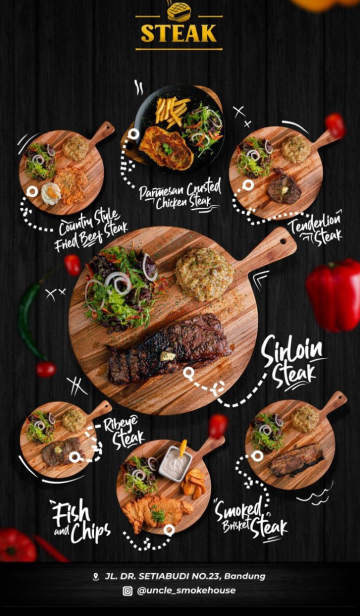 STEAK
Parmesan Crusted
Chicken Steak
Country Style
Fried Beef Steak
Tenderlion
Steak
Sirloin
Steak
Ribeye
Steak
Fish
and Chips
Smoked
Brisket Steak
JL. DR. SETIABUDI NO.23, Bandung
@uncle_smokehouse